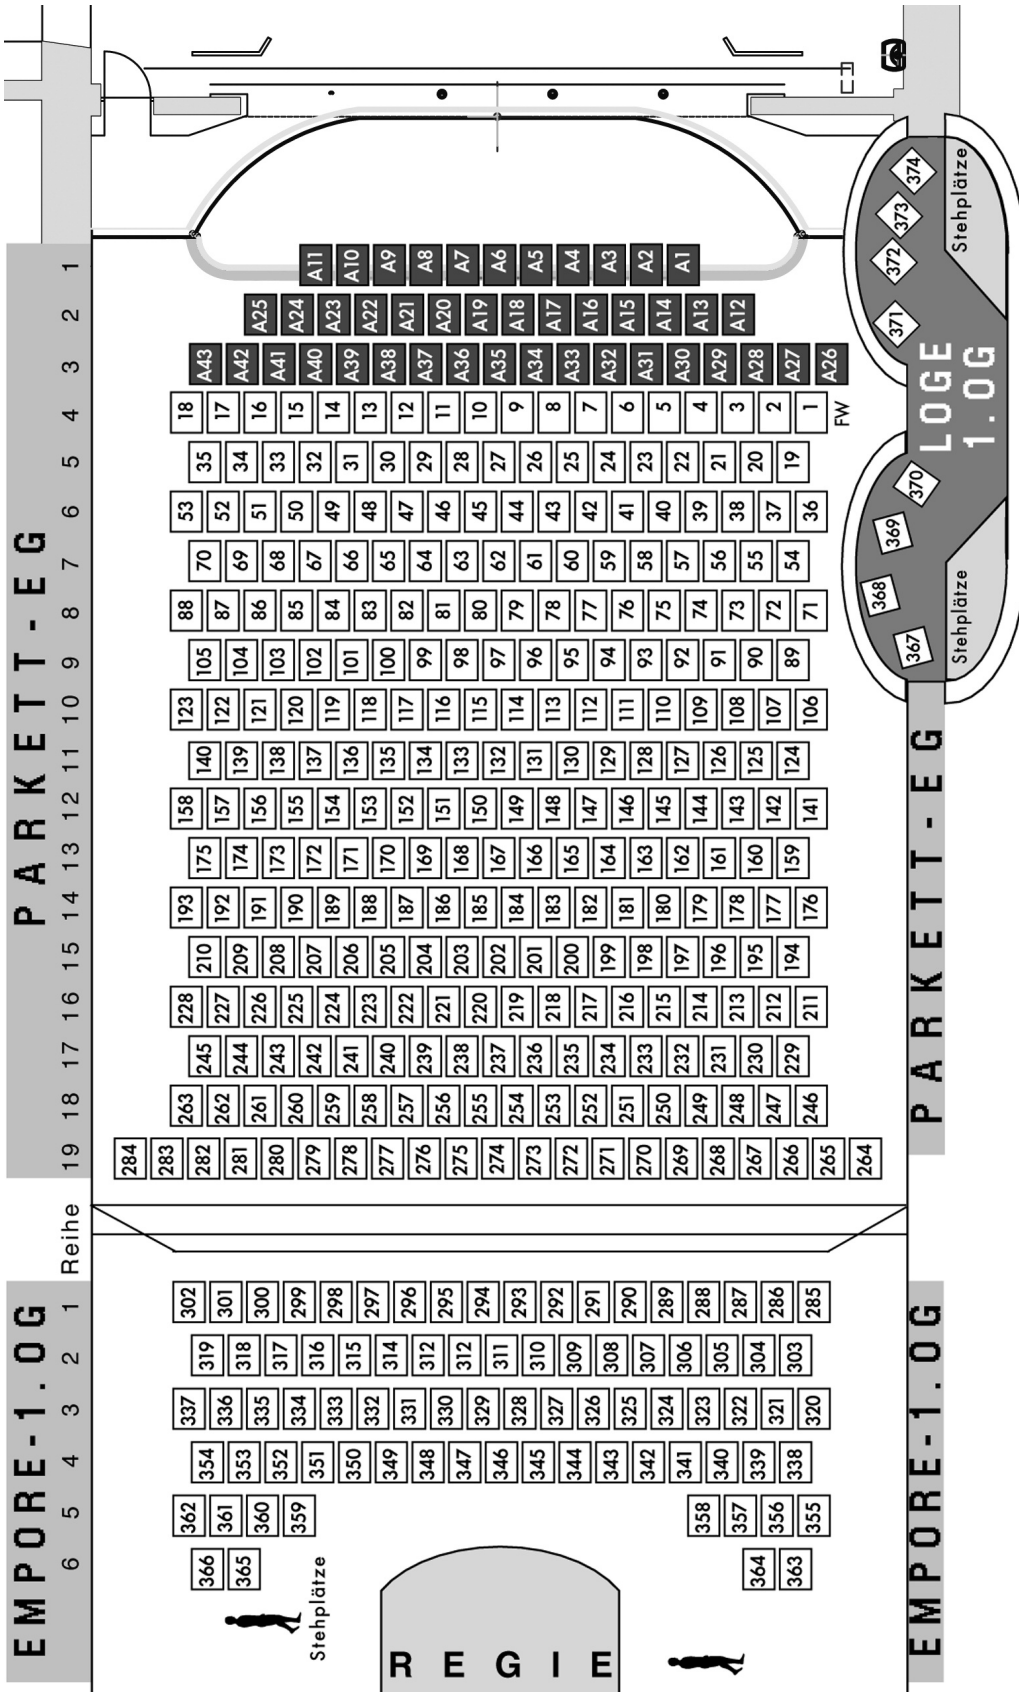 PARKETT-EG
1 A11 A10 A9 A8 A7 A6 A5 A4 A3 A2 A1
2 A25 A24 A23 A22 A21 A20 A19 A18 A17 A16 A15 A14 A13 A12
3 A43 A42 A41 A40 A39 A38 A37 A36 A35 A34 A33 A32 A31 A30 A29 A28 A27 A26
4 18 17 16 15 14 13 12 11 10 9 8 7 6 5 4 3 2 1 FW
5 35 34 33 32 31 30 29 28 27 26 25 24 23 22 21 20 19
6 53 52 51 50 49 48 47 46 45 44 43 42 41 40 39 38 37 36
7 70 69 68 67 66 65 64 63 62 61 60 59 58 57 56 55 54
8 88 87 86 85 84 83 82 81 80 79 78 77 76 75 74 73 72 71
9 105 104 103 102 101 100 99 98 97 96 95 94 93 92 91 90 89
10 123 122 121 120 119 118 117 116 115 114 113 112 111 110 109 108 107 106
11 140 139 138 137 136 135 134 133 132 131 130 129 128 127 126 125 124
12 158 157 156 155 154 153 152 151 150 149 148 147 146 145 144 143 142 141
13 175 174 173 172 171 170 169 168 167 166 165 164 163 162 161 160 159
14 193 192 191 190 189 188 187 186 185 184 183 182 181 180 179 178 177 176
15 210 209 208 207 206 205 204 203 202 201 200 199 198 197 196 195 194
16 228 227 226 225 224 223 222 221 220 219 218 217 216 215 214 213 212 211
17 245 244 243 242 241 240 239 238 237 236 235 234 233 232 231 230 229
18 263 262 261 260 259 258 257 256 255 254 253 252 251 250 249 248 247 246
19 284 283 282 281 280 279 278 277 276 275 274 273 272 271 270 269 268 267 266 265 264
Reihe
PARKETT-EG
374
373
372
371
Stehplätze
LOGE
1.OG
370
369
368
367
Stehplätze
EMPORE-1.OG
1 302 301 300 299 298 297 296 295 294 293 292 291 290 289 288 287 286 285
2 319 318 317 316 315 314 312 312 311 310 309 308 307 306 305 304 303
3 337 336 335 334 333 332 331 330 329 328 327 326 325 324 323 322 321 320
4 354 353 352 351 350 349 348 347 346 345 344 343 342 341 340 339 338
5 362 361 360 359 358 357 356 355
6 366 365 364 363
Stehplätze
REGIE
EMPORE-1.OG